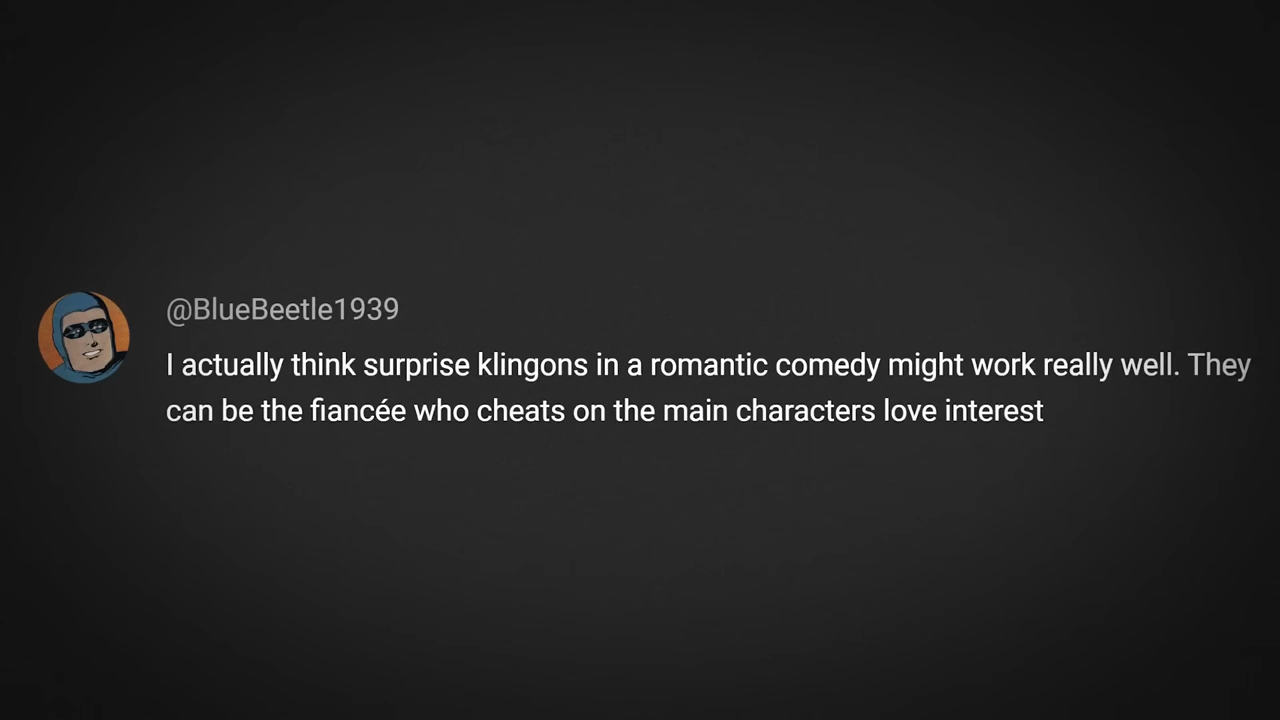 @BlueBeetle1939
I actually think surprise klingons in a romantic comedy might work really well. They
can be the fiancée who cheats on the main characters love interest